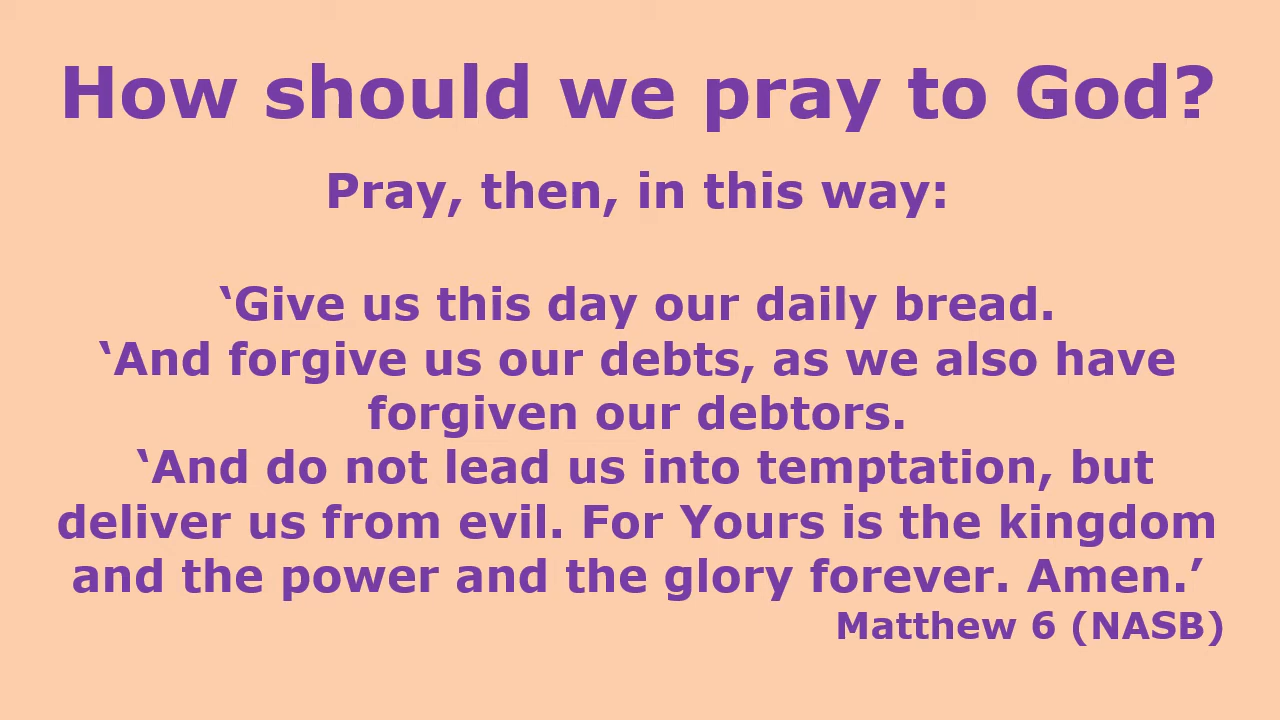 How should we pray to God?
Pray, then, in this way:
‘Give us this day our daily bread.
‘And forgive us our debts, as we also have
forgiven our debtors.
‘And do not lead us into temptation, but
deliver us from evil. For Yours is the kingdom
and the power and the glory forever. Amen.’
Matthew 6 (NASB)